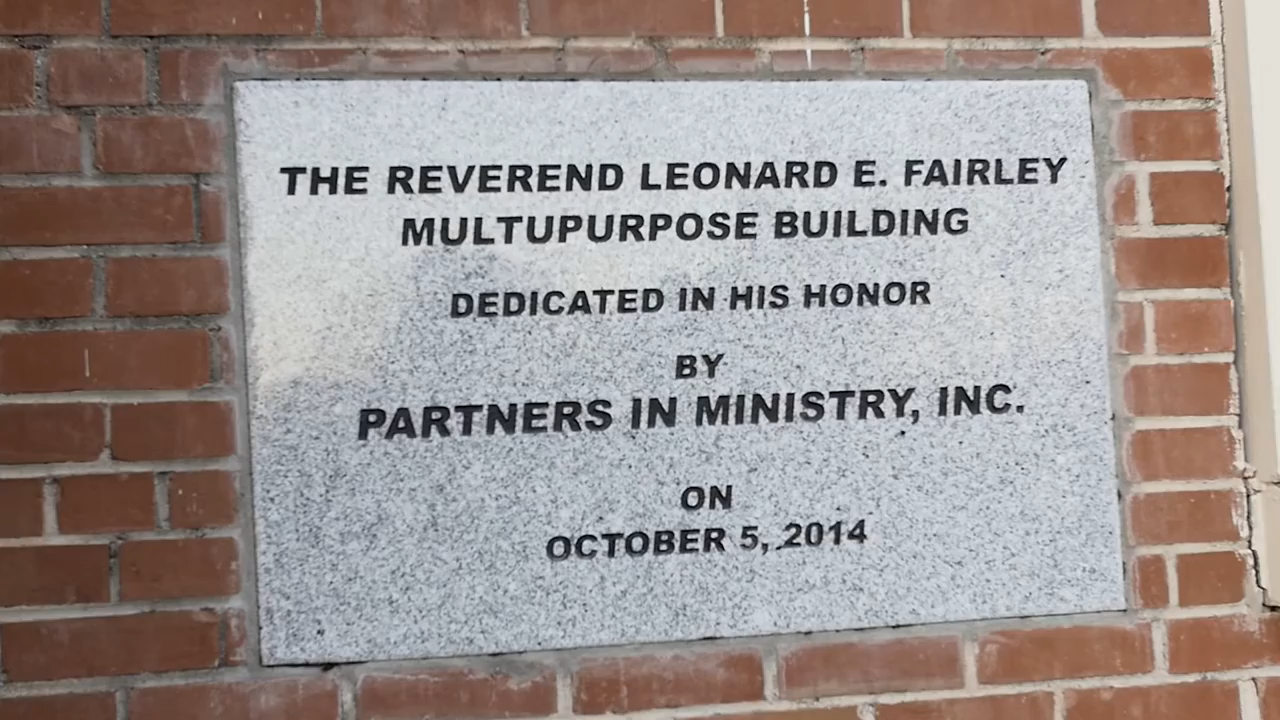 THE REVEREND LEONARD E. FAIRLEY
MULTUPURPOSE BUILDING
DEDICATED IN HIS HONOR
BY
PARTNERS IN MINISTRY, INC.
ON
OCTOBER 5, 2014